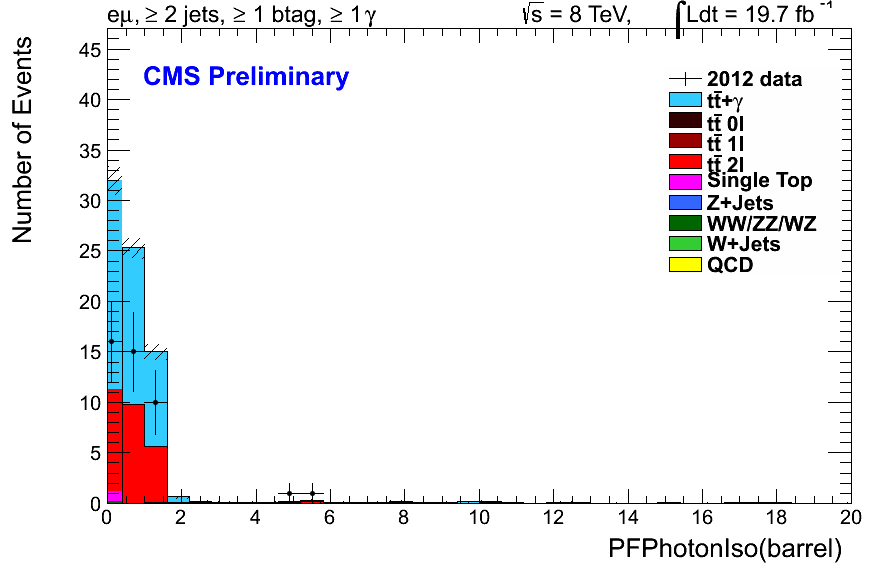 eμ, ≥ 2 jets, ≥ 1 btag, ≥ 1 γ
√s = 8 TeV, ∫Ldt = 19.7 fb⁻¹
Number of Events
45
40
35
30
25
20
15
10
5
0
CMS Preliminary
2012 data
tt̄+γ
tt̄ 0l
tt̄ 1l
tt̄ 2l
Single Top
Z+Jets
WW/ZZ/WZ
W+Jets
QCD
0 2 4 6 8 10 12 14 16 18 20
PFPhotonIso(barrel)